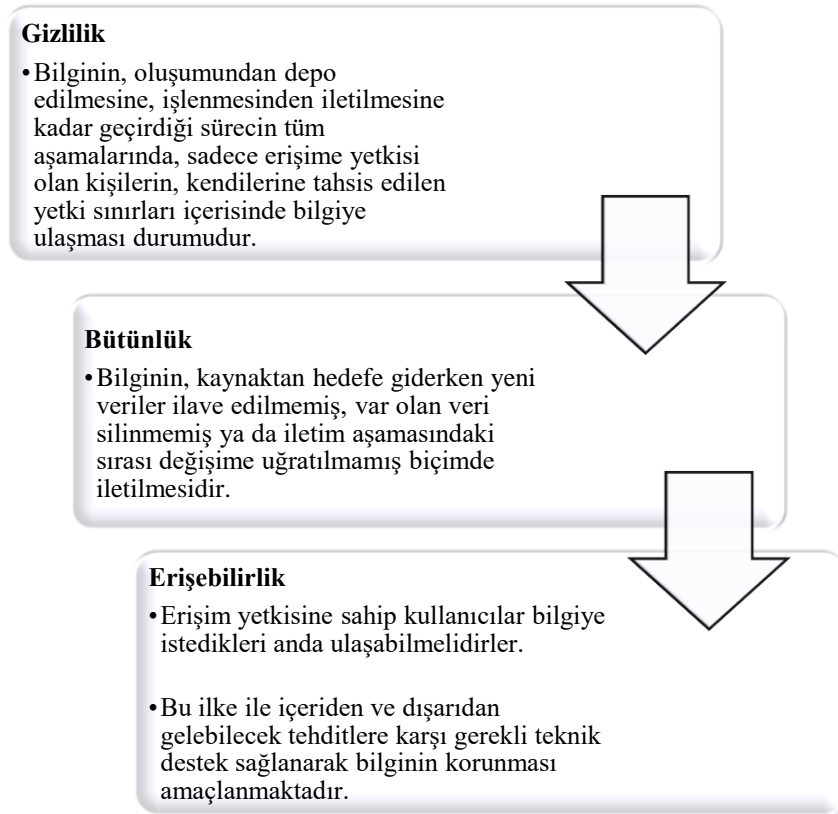 Gizlilik
•Bilginin, oluşumundan depo
edilmesine, işlenmesinden iletilmesine
kadar geçirdiği sürecin tüm
aşamalarında, sadece erişime yetkisi
olan kişilerin, kendilerine tahsis edilen
yetki sınırları içerisinde bilgiye
ulaşması durumudur.
Bütünlük
•Bilginin, kaynaktan hedefe giderken yeni
veriler ilave edilmemiş, var olan veri
silinmemiş ya da iletim aşamasındaki
sırası değişime uğratılmamış biçimde
iletilmesidir.
Erişebilirlik
•Erişim yetkisine sahip kullanıcılar bilgiye
istedikleri anda ulaşabilmelidirler.
•Bu ilke ile içeriden ve dışarıdan
gelebilecek tehditlere karşı gerekli teknik
destek sağlanarak bilginin korunması
amaçlanmaktadır.